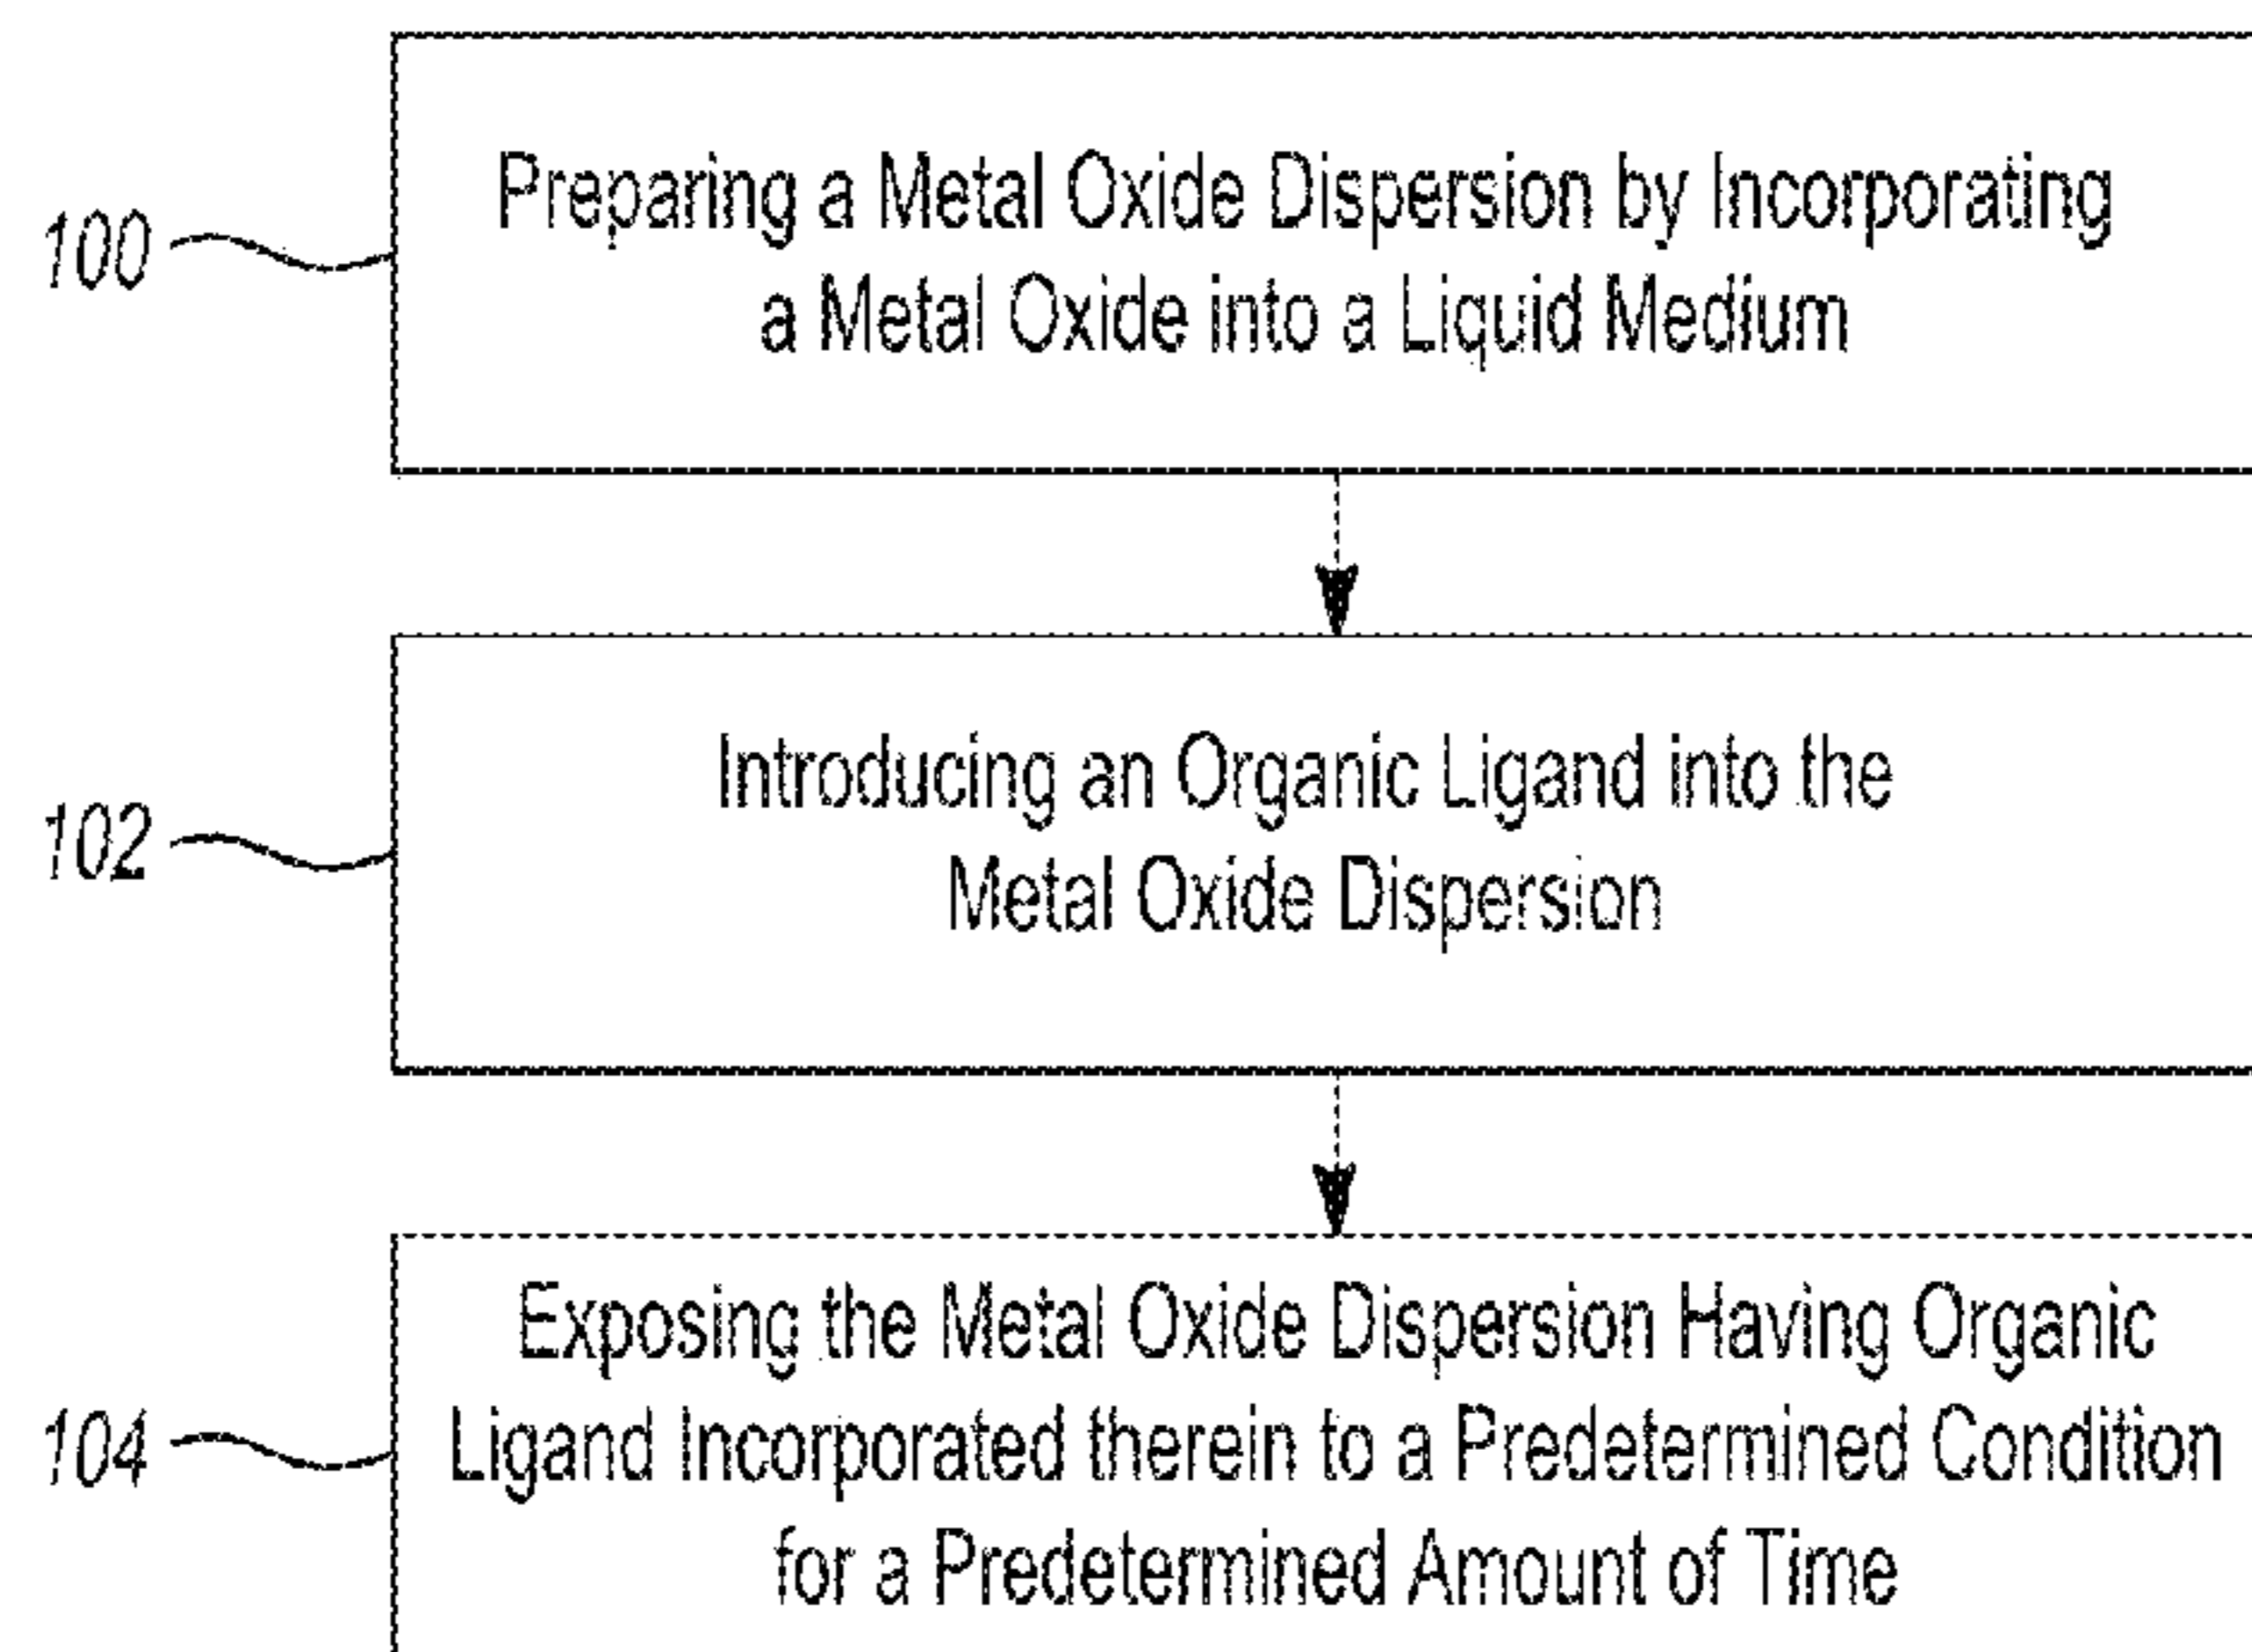 100
Preparing a Metal Oxide Dispersion by Incorporating
a Metal Oxide into a Liquid Medium
102
Introducing an Organic Ligand into the
Metal Oxide Dispersion
104
Exposing the Metal Oxide Dispersion Having Organic
Ligand Incorporated therein to a Predetermined Condition
for a Predetermined Amount of Time